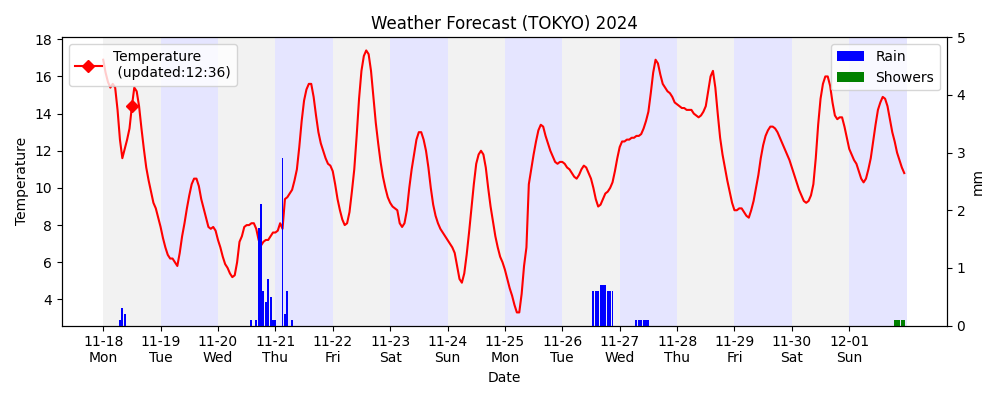 Weather Forecast (TOKYO) 2024
Temperature
(updated:12:36)
Rain
Showers
18
16
14
12
10
8
6
4
Temperature
5
4
3
2
1
0
mm
11-18 11-19 11-20 11-21 11-22 11-23 11-24 11-25 11-26 11-27 11-28 11-29 11-30 12-01
Mon Tue Wed Thu Fri Sat Sun Mon Tue Wed Thu Fri Sat Sun
Date